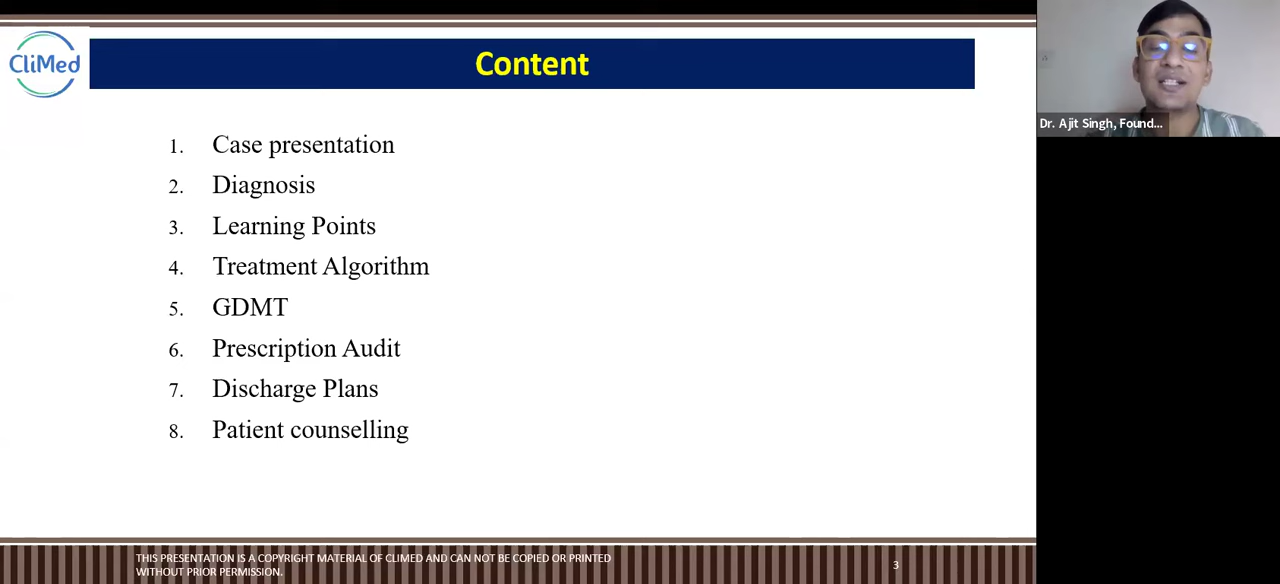 CliMed
Content
1. Case presentation
2. Diagnosis
3. Learning Points
4. Treatment Algorithm
5. GDMT
6. Prescription Audit
7. Discharge Plans
8. Patient counselling
THIS PRESENTATION IS A COPYRIGHT MATERIAL OF CLIMED AND CAN NOT BE COPIED OR PRINTED
WITHOUT PRIOR PERMISSION.
3
Dr. Ajit Singh, Found...